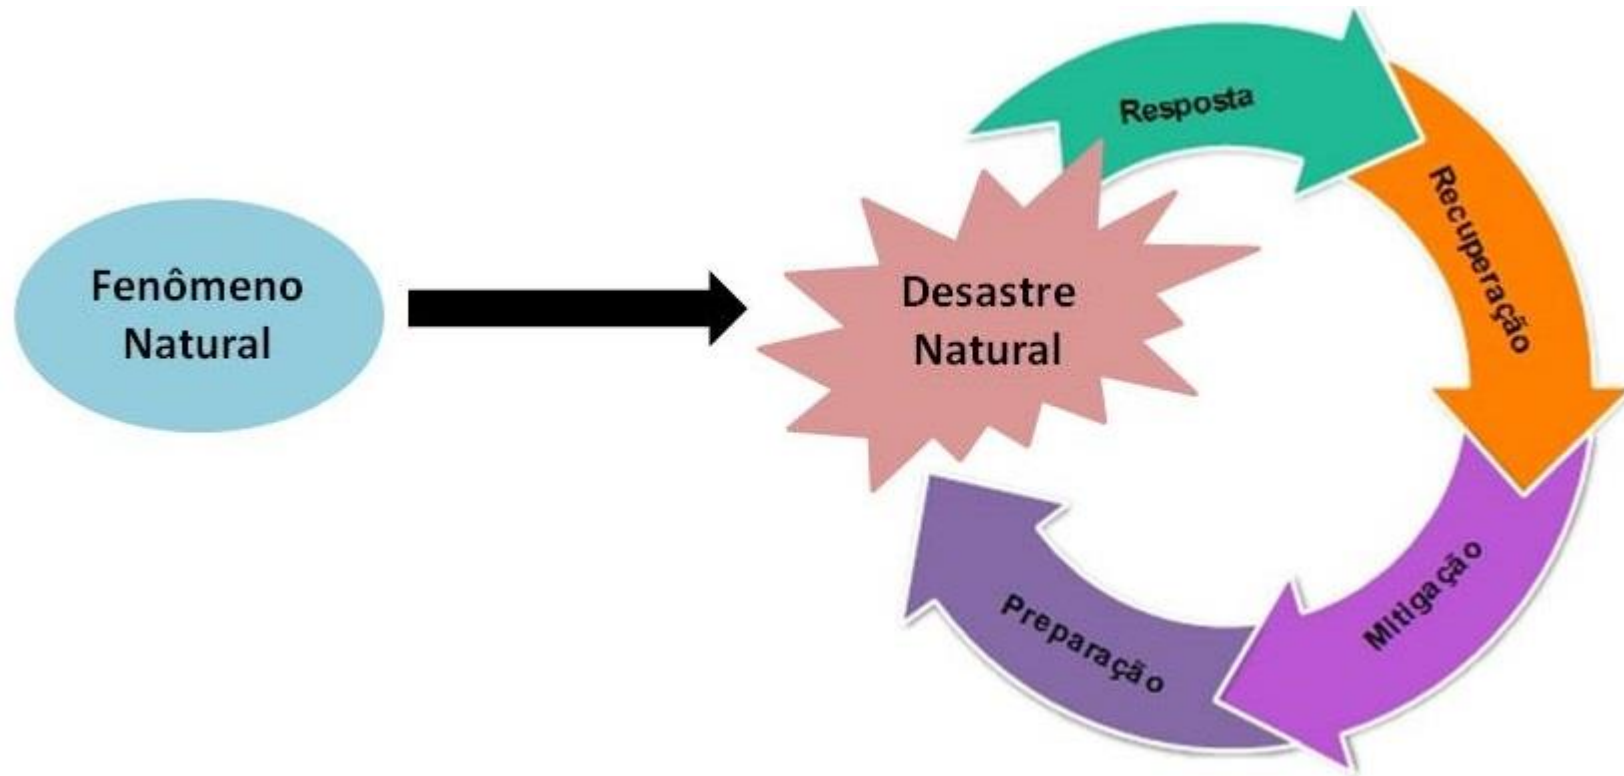 Fenômeno
Natural
Desastre
Natural
Resposta
Recuperação
Mitigação
Preparação